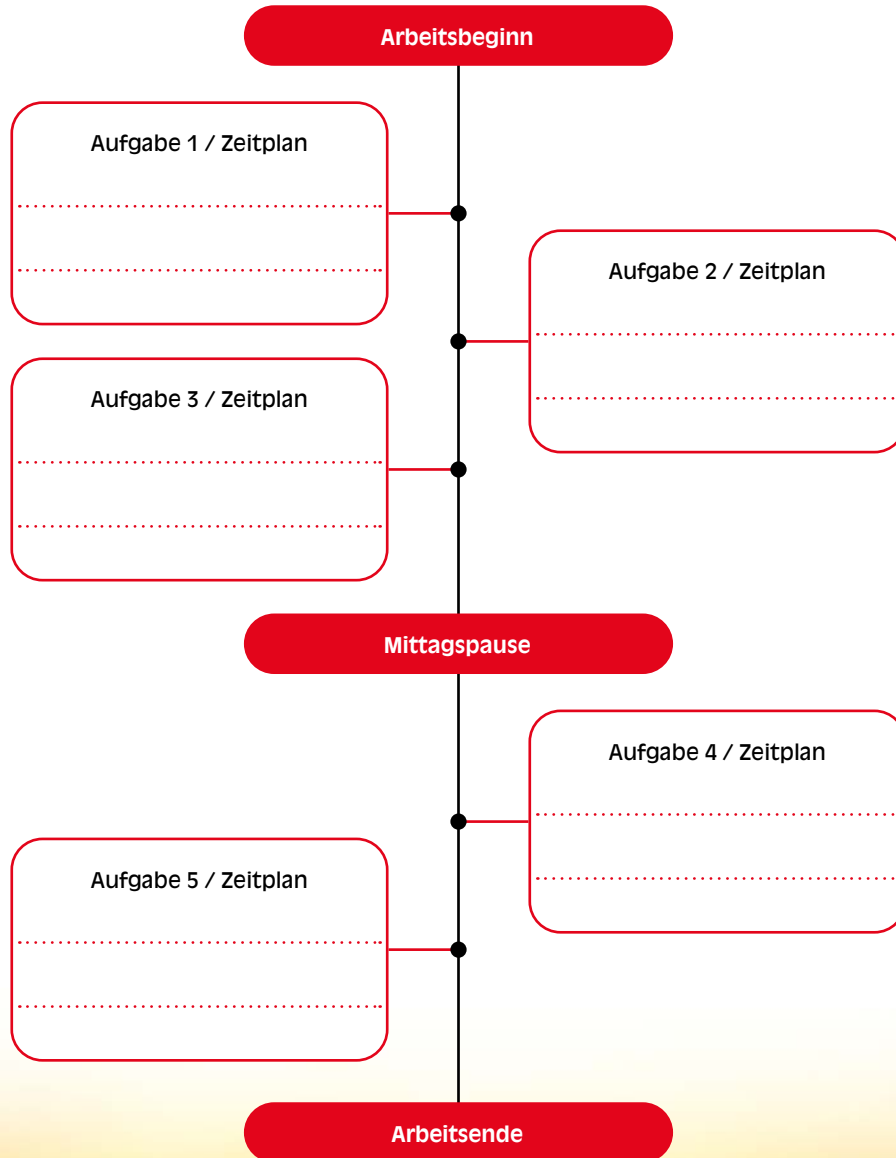 Arbeitsbeginn
Aufgabe 1 / Zeitplan
Aufgabe 2 / Zeitplan
Aufgabe 3 / Zeitplan
Mittagspause
Aufgabe 4 / Zeitplan
Aufgabe 5 / Zeitplan
Arbeitsende